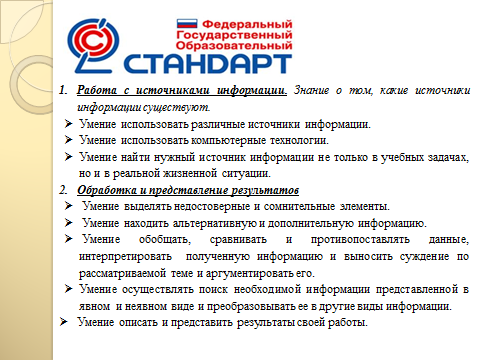 Федеральный
Государственный
Образовательный
СТАНДАРТ
1. Работа с источниками информации. Знание о том, какие источники
информации существуют.
➢ Умение использовать различные источники информации.
➢ Умение использовать компьютерные технологии.
➢ Умение найти нужный источник информации не только в учебных задачах,
но и в реальной жизненной ситуации.
2. Обработка и представление результатов
➢ Умение выделять недостоверные и сомнительные элементы.
➢ Умение находить альтернативную и дополнительную информацию.
➢ Умение обобщать, сравнивать и противопоставлять данные,
интерпретировать полученную информацию и выносить суждение по
рассматриваемой теме и аргументировать его.
➢ Умение осуществлять поиск необходимой информации представленной в
явном и неявном виде и преобразовывать ее в другие виды информации.
➢ Умение описать и представить результаты своей работы.